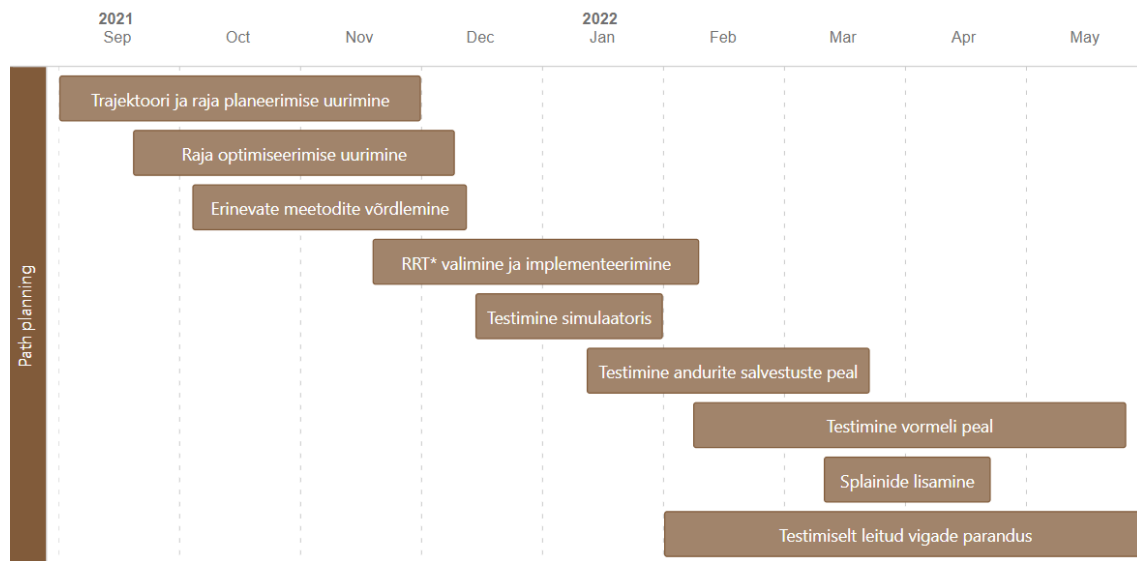 2021
2022
Sep
Oct
Nov
Dec
Jan
Feb
Mar
Apr
May
Path planning
Trajektoori ja raja planeerimise uurimine
Raja optimiseerimise uurimine
Erinevate meetodite võrdlemine
RRT* valimine ja implementeerimine
Testimine simulaatoris
Testimine andurite salvestuste peal
Testimine vormeli peal
Splainide lisamine
Testimiselt leitud vigade parandus